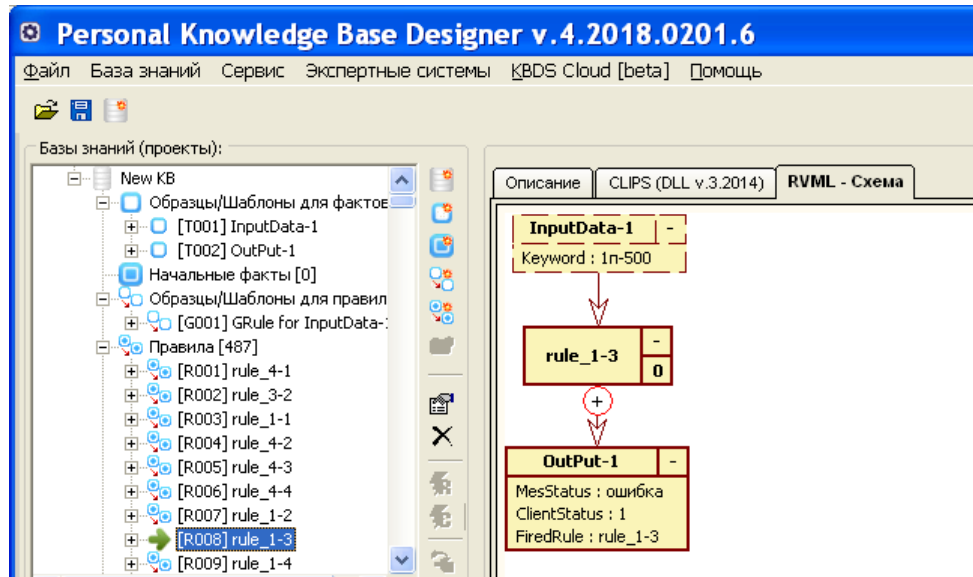 Personal Knowledge Base Designer v.4.2018.0201.6
Файл База знаний Сервис Экспертные системы KBDS Cloud [beta] Помощь
Базы знаний (проекты):
New KB
Образцы/Шаблоны для фактов
[T001] InputData-1
[T002] OutPut-1
Начальные факты [0]
Образцы/Шаблоны для правил
[G001] GRule for InputData-
Правила [487]
[R001] rule_4-1
[R002] rule_3-2
[R003] rule_1-1
[R004] rule_4-2
[R005] rule_4-3
[R006] rule_4-4
[R007] rule_1-2
[R008] rule_1-3
[R009] rule_1-4
Описание CLIPS (DLL v.3.2014) RVML - Схема
InputData-1 -
Keyword : 1п-500
rule_1-3 -
0
+
OutPut-1 -
MesStatus : ошибка
ClientStatus : 1
FiredRule : rule_1-3